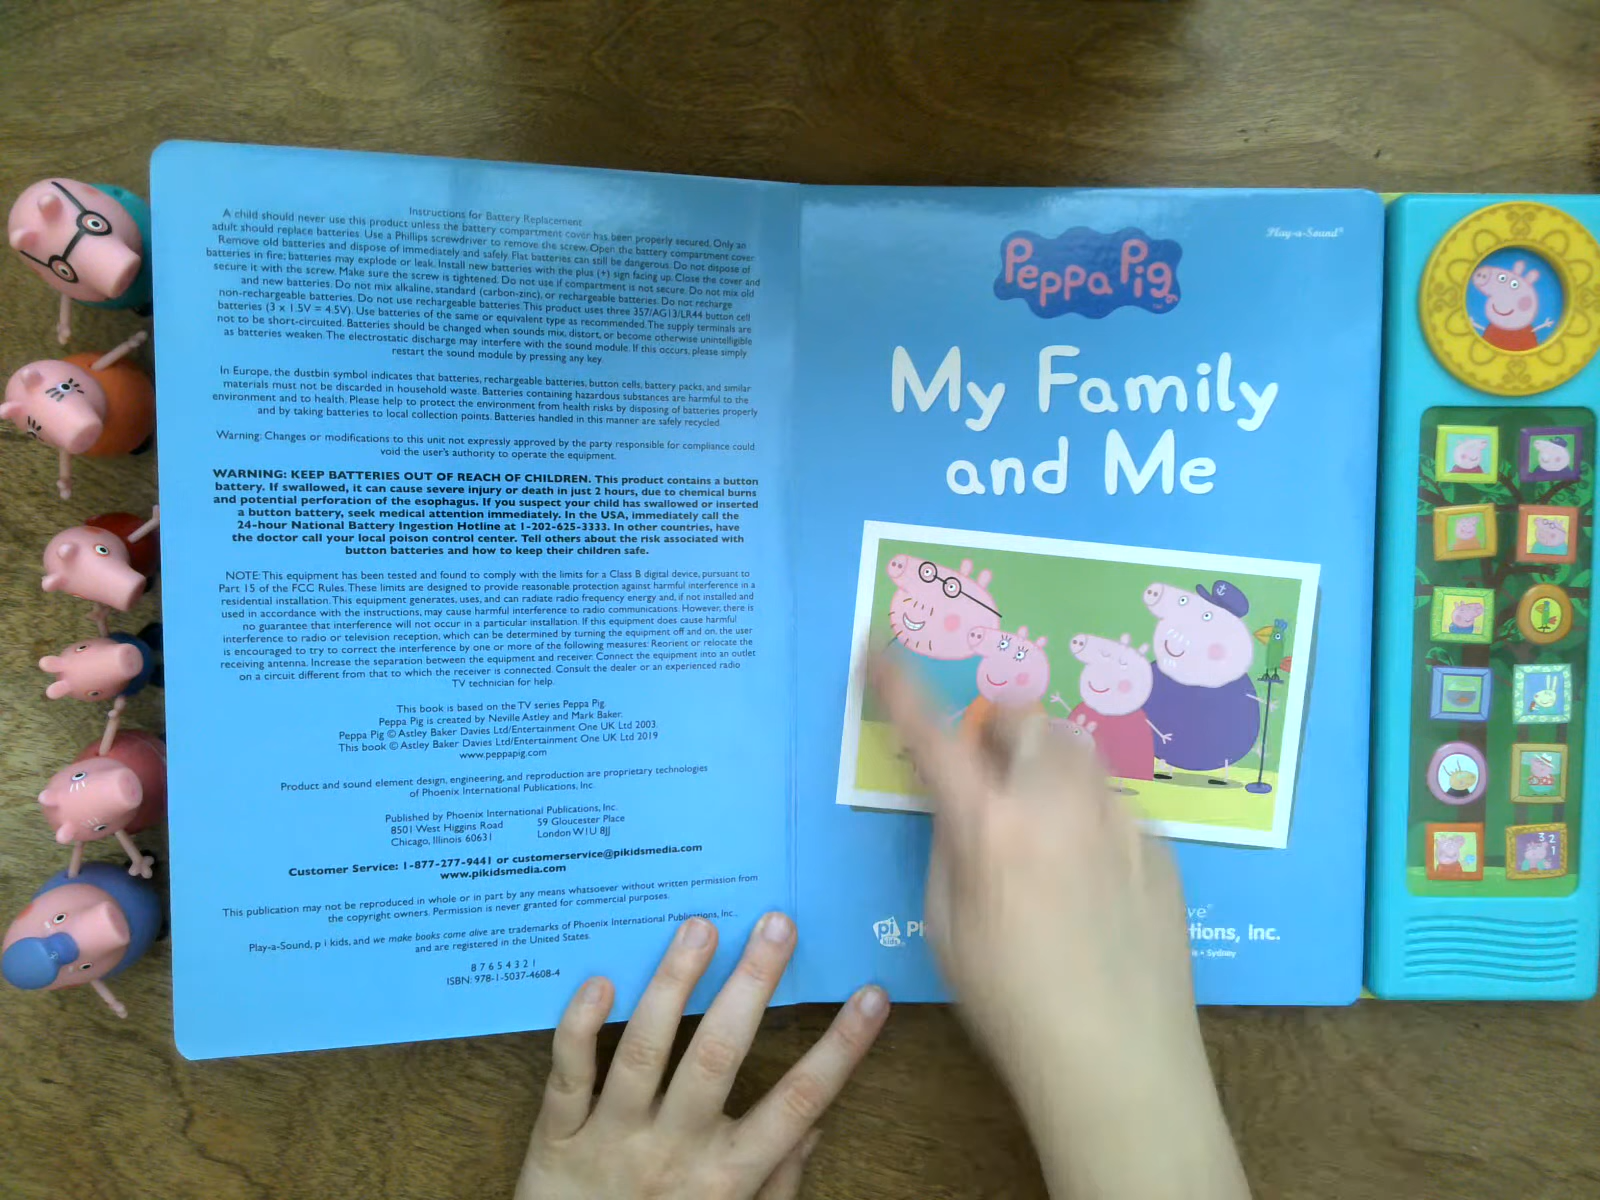 Instructions for Battery Replacement
A child should never use this product unless the battery compartment cover has been properly secured. Only an
adult should replace batteries. Use a Phillips screwdriver to remove the screw. Open the battery compartment cover.
Remove old batteries and dispose of immediately and safely. Flat batteries can still be dangerous. Do not dispose of
batteries in fire; batteries may explode or leak. Install new batteries with the plus (+) sign facing up. Close the cover and
secure it with the screw. Make sure the screw is tightened. Do not use if compartment is not secure. Do not mix old
and new batteries. Do not mix alkaline, standard (carbon-zinc), or rechargeable batteries. Do not recharge
non-rechargeable batteries. Do not use rechargeable batteries. This product uses three 357/AG13/LR44 button cell
batteries (3 x 1.5V = 4.5V). Use batteries of the same or equivalent type as recommended. The supply terminals are
not to be short-circuited. Batteries should be changed when sounds mix, distort, or become otherwise unintelligible
as batteries weaken. The electrostatic discharge may interfere with the sound module. If this occurs, please simply
restart the sound module by pressing any key.
In Europe, the dustbin symbol indicates that batteries, rechargeable batteries, button cells, battery packs, and similar
materials must not be discarded in household waste. Batteries containing hazardous substances are harmful to the
environment and to health. Please help to protect the environment from health risks by disposing of batteries properly
and by taking batteries to local collection points. Batteries handled in this manner are safely recycled.
Warning: Changes or modifications to this unit not expressly approved by the party responsible for compliance could
void the user's authority to operate the equipment.
WARNING: KEEP BATTERIES OUT OF REACH OF CHILDREN. This product contains a button
battery. If swallowed, it can cause severe injury or death in just 2 hours, due to chemical burns
and potential perforation of the esophagus. If you suspect your child has swallowed or inserted
a button battery, seek medical attention immediately. In the USA, immediately call the
24-hour National Battery Ingestion Hotline at 1-202-625-3333. In other countries, have
the doctor call your local poison control center. Tell others about the risk associated with
button batteries and how to keep their children safe.
NOTE: This equipment has been tested and found to comply with the limits for a Class B digital device, pursuant to
Part 15 of the FCC Rules. These limits are designed to provide reasonable protection against harmful interference in a
residential installation. This equipment generates, uses, and can radiate radio frequency energy and, if not installed and
used in accordance with the instructions, may cause harmful interference to radio communications. However, there is
no guarantee that interference will not occur in a particular installation. If this equipment does cause harmful
interference to radio or television reception, which can be determined by turning the equipment off and on, the user
is encouraged to try to correct the interference by one or more of the following measures: Reorient or relocate the
receiving antenna. Increase the separation between the equipment and receiver. Connect the equipment into an outlet
on a circuit different from that to which the receiver is connected. Consult the dealer or an experienced radio
TV technician for help.
This book is based on the TV series Peppa Pig.
Peppa Pig is created by Neville Astley and Mark Baker.
Peppa Pig © Astley Baker Davies Ltd/Entertainment One UK Ltd 2003.
This book © Astley Baker Davies Ltd/Entertainment One UK Ltd 2019
www.peppapig.com
Product and sound element design, engineering, and reproduction are proprietary technologies
of Phoenix International Publications, Inc.
Published by Phoenix International Publications, Inc.
8501 West Higgins Road 59 Gloucester Place
Chicago, Illinois 60631 London W1U 8JJ
Customer Service: 1-877-277-9441 or customerservice@pikidsmedia.com
www.pikidsmedia.com
This publication may not be reproduced in whole or in part by any means whatsoever without written permission from
the copyright owners. Permission is never granted for commercial purposes.
Play-a-Sound, p i kids, and we make books come alive are trademarks of Phoenix International Publications, Inc.,
and are registered in the United States.
8 7 6 5 4 3 2 1
ISBN: 978-1-5037-4608-4
Play-a-Sound®
Peppa Pig™
My Family
and Me
pi
kids
Inc.
Sydney
3 2
1